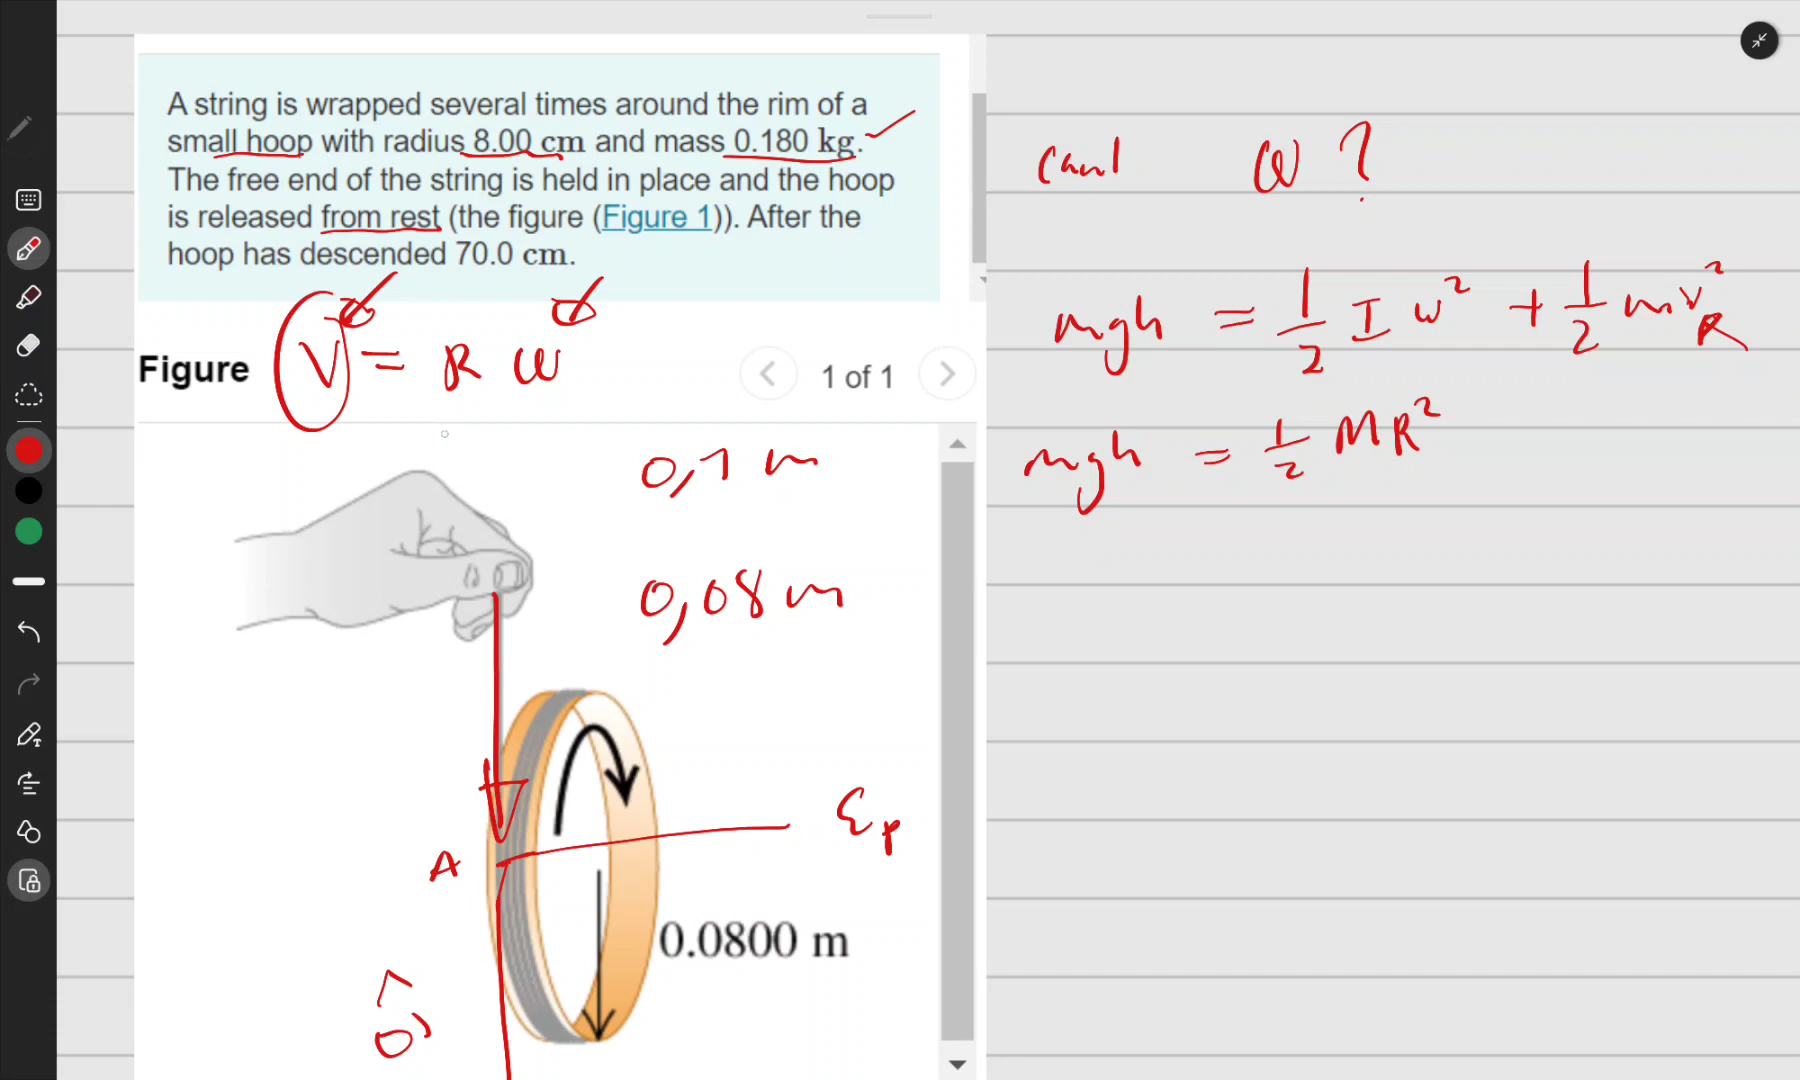 A string is wrapped several times around the rim of a
small hoop with radius 8.00 cm and mass 0.180 kg.
The free end of the string is held in place and the hoop
is released from rest (the figure (Figure 1)). After the
hoop has descended 70.0 cm.
Figure
V = R ω
1 of 1
0,7 m
0,08 m
A
Ep
0.0800 m
ω ?
mgh = 1/2 I ω² + 1/2 m v²
mgh = 1/2 MR²